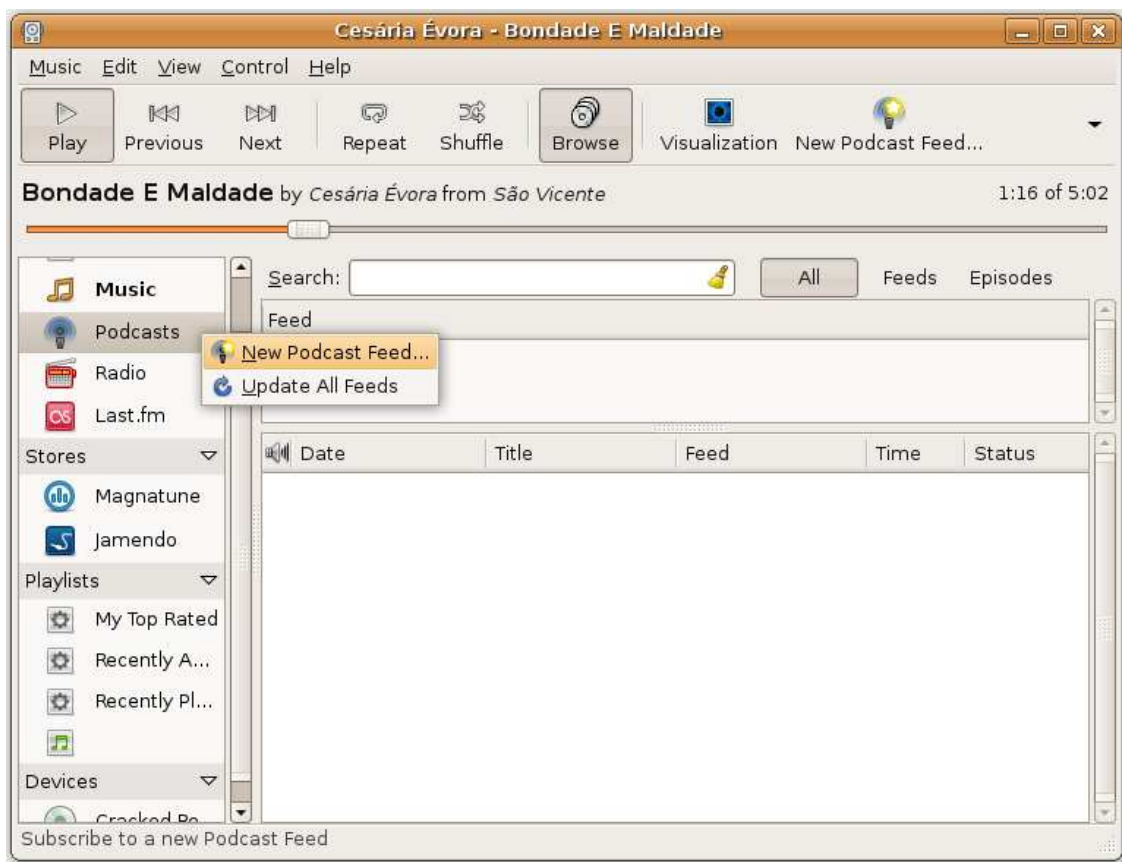 Cesária Évora - Bondade E Maldade
Music Edit View Control Help
Play Previous Next Repeat Shuffle Browse Visualization New Podcast Feed...
Bondade E Maldade by Cesária Évora from São Vicente 1:16 of 5:02
Music
Search: All Feeds Episodes
Podcasts
Feed
New Podcast Feed...
Radio
Update All Feeds
Last.fm
Stores
Date Title Feed Time Status
Magnatune
Jamendo
Playlists
My Top Rated
Recently A...
Recently Pl...
Devices
Cracked
Subscribe to a new Podcast Feed